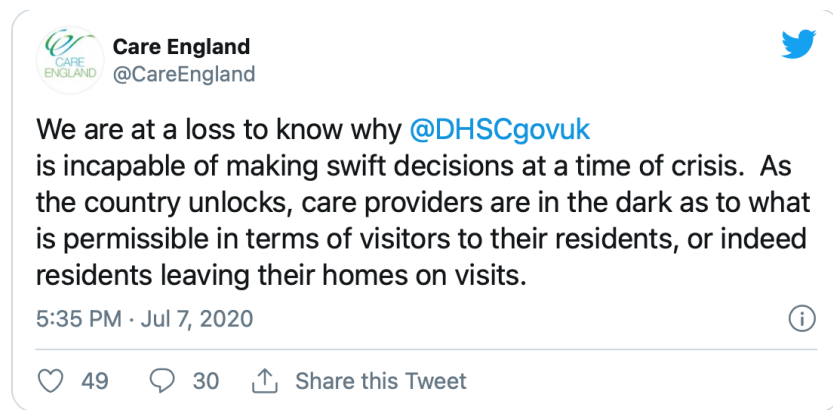 Care England
CARE
ENGLAND
@CareEngland
We are at a loss to know why @DHSCgovuk
is incapable of making swift decisions at a time of crisis.  As
the country unlocks, care providers are in the dark as to what
is permissible in terms of visitors to their residents, or indeed
residents leaving their homes on visits.
5:35 PM · Jul 7, 2020
49 30 Share this Tweet